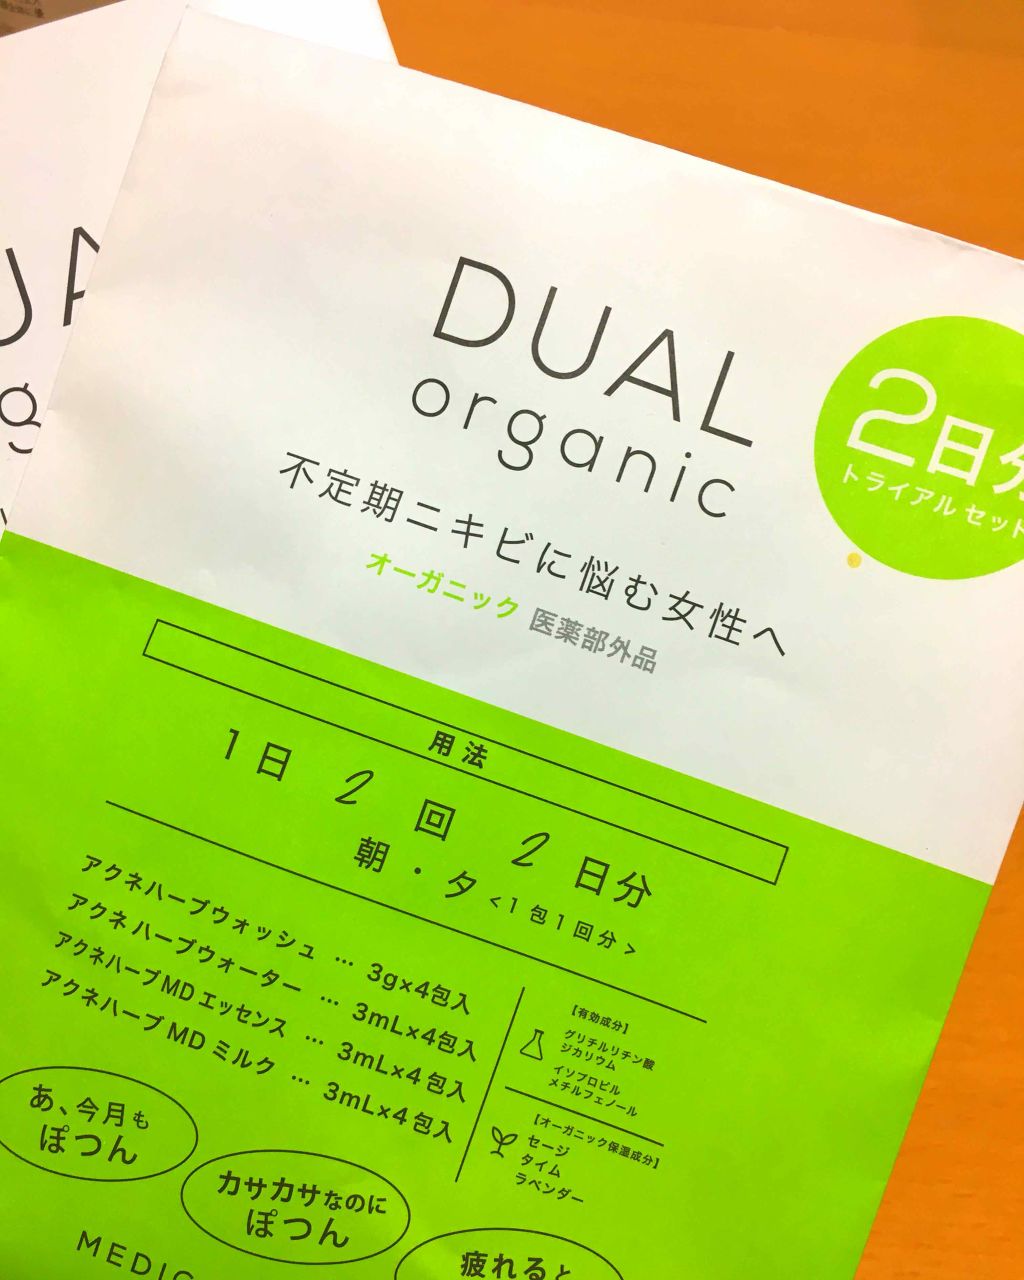 DUAL
organic
2日分
トライアル セット
不定期ニキビに悩む女性へ
オーガニック 医薬部外品
用法
1日 2 回 2 日分
朝・夕 <1包1回分>
アクネハーブウォッシュ … 3g×4包入
アクネハーブウォーター … 3mL×4包入
アクネハーブMDエッセンス … 3mL×4包入
アクネハーブMDミルク … 3mL×4包入
【有効成分】
グリチルリチン酸
ジカリウム
イソプロピル
メチルフェノール
【オーガニック保湿成分】
セージ
タイム
ラベンダー
あ、今月も
ぽつん
カサカサなのに
ぽつん
疲れると
MEDIC
UA
g